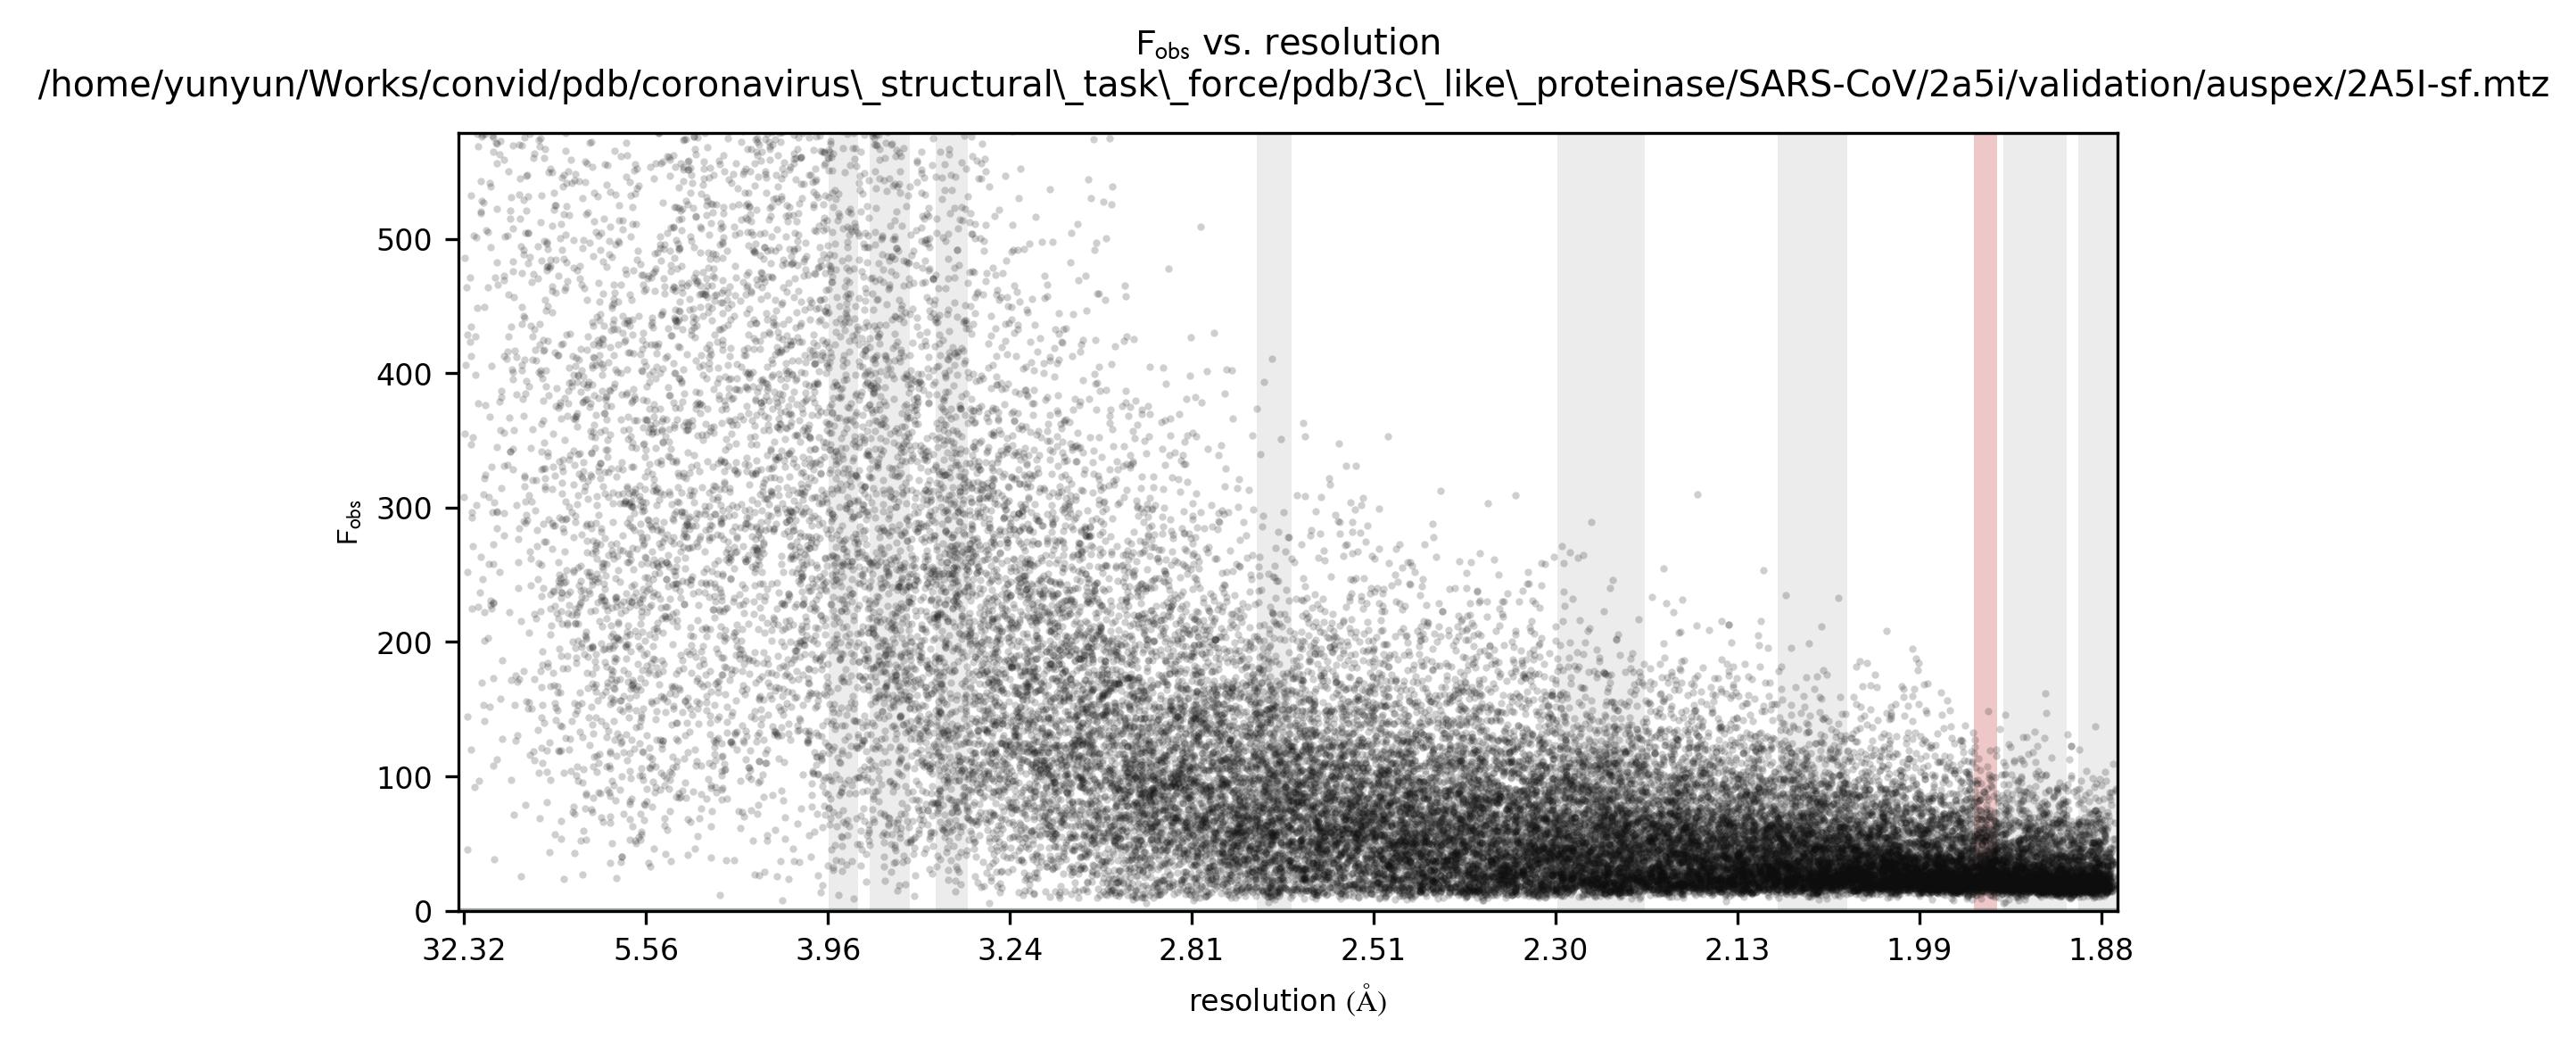 Fobs vs. resolution
/home/yunyun/Works/convid/pdb/coronavirus\_structural\_task\_force/pdb/3c\_like\_proteinase/SARS-CoV/2a5i/validation/auspex/2A5I-sf.mtz
Fobs
500
400
300
200
100
0
32.32 5.56 3.96 3.24 2.81 2.51 2.30 2.13 1.99 1.88
resolution (Å)